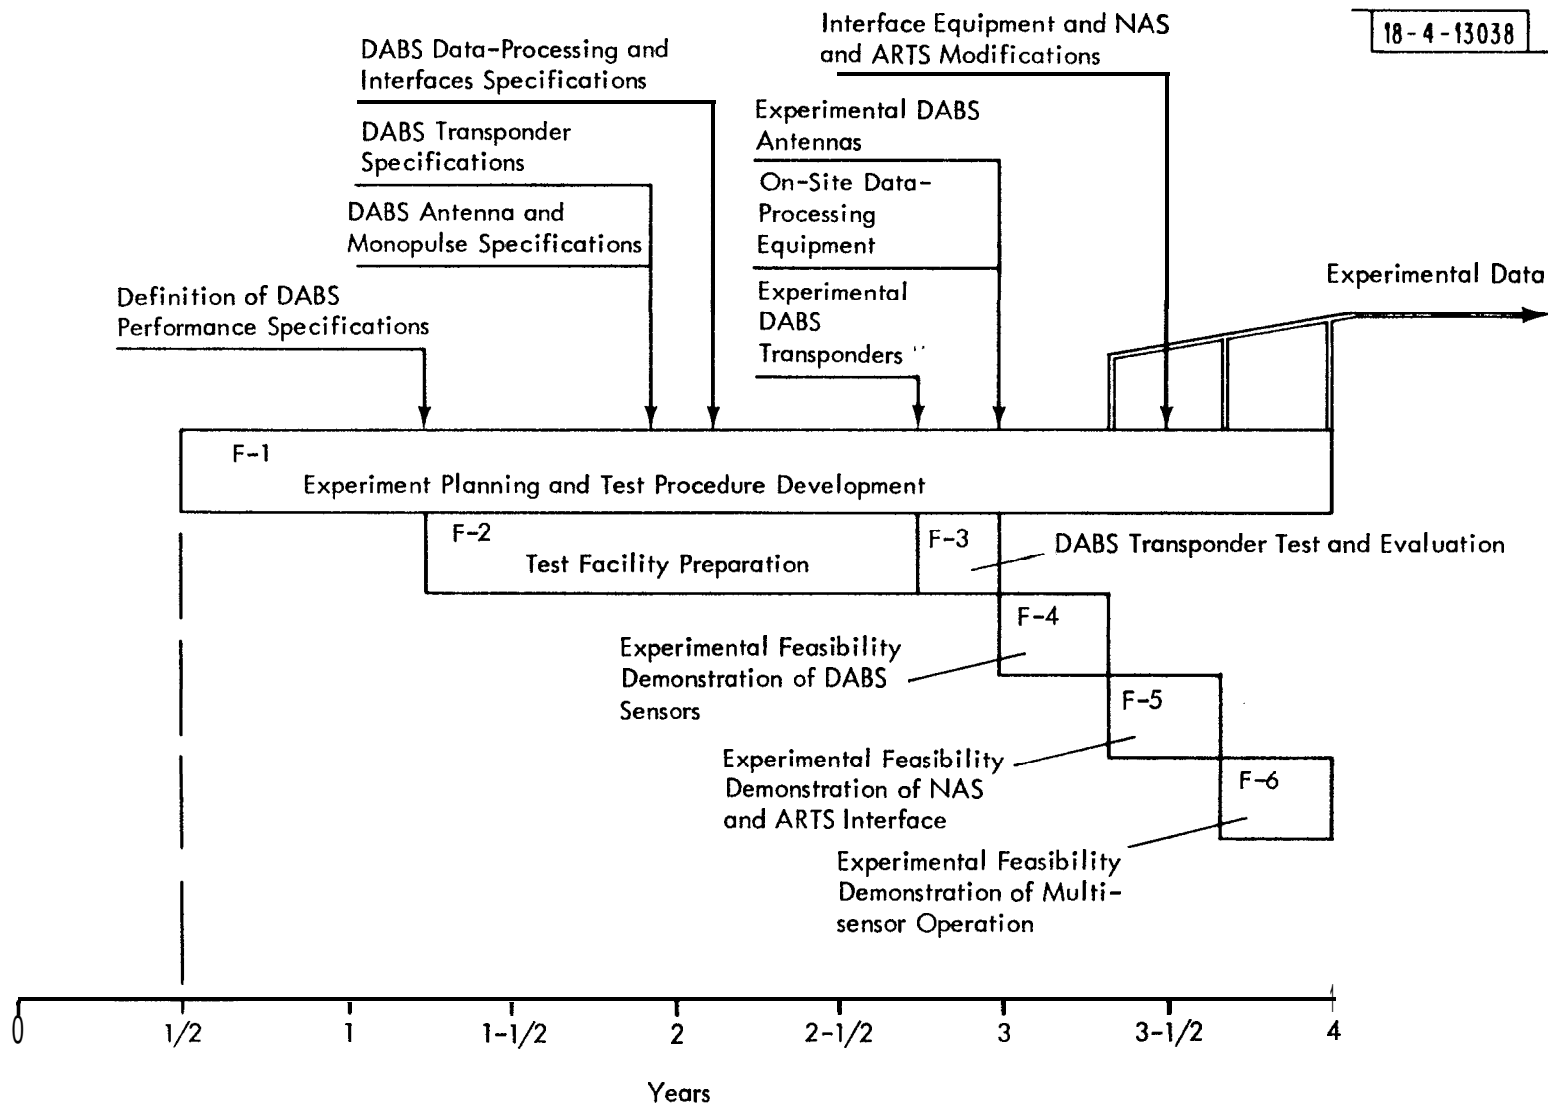 18-4-13038
Interface Equipment and NAS
and ARTS Modifications
DABS Data-Processing and
Interfaces Specifications
Experimental DABS
Antennas
DABS Transponder
Specifications
On-Site Data-
Processing
Equipment
DABS Antenna and
Monopulse Specifications
Experimental Data
Definition of DABS
Performance Specifications
Experimental
DABS
Transponders
F-1
Experiment Planning and Test Procedure Development
F-2
Test Facility Preparation
F-3
DABS Transponder Test and Evaluation
F-4
Experimental Feasibility
Demonstration of DABS
Sensors
F-5
Experimental Feasibility
Demonstration of NAS
and ARTS Interface
F-6
Experimental Feasibility
Demonstration of Multi-
sensor Operation
0 1/2 1 1-1/2 2 2-1/2 3 3-1/2 4
Years